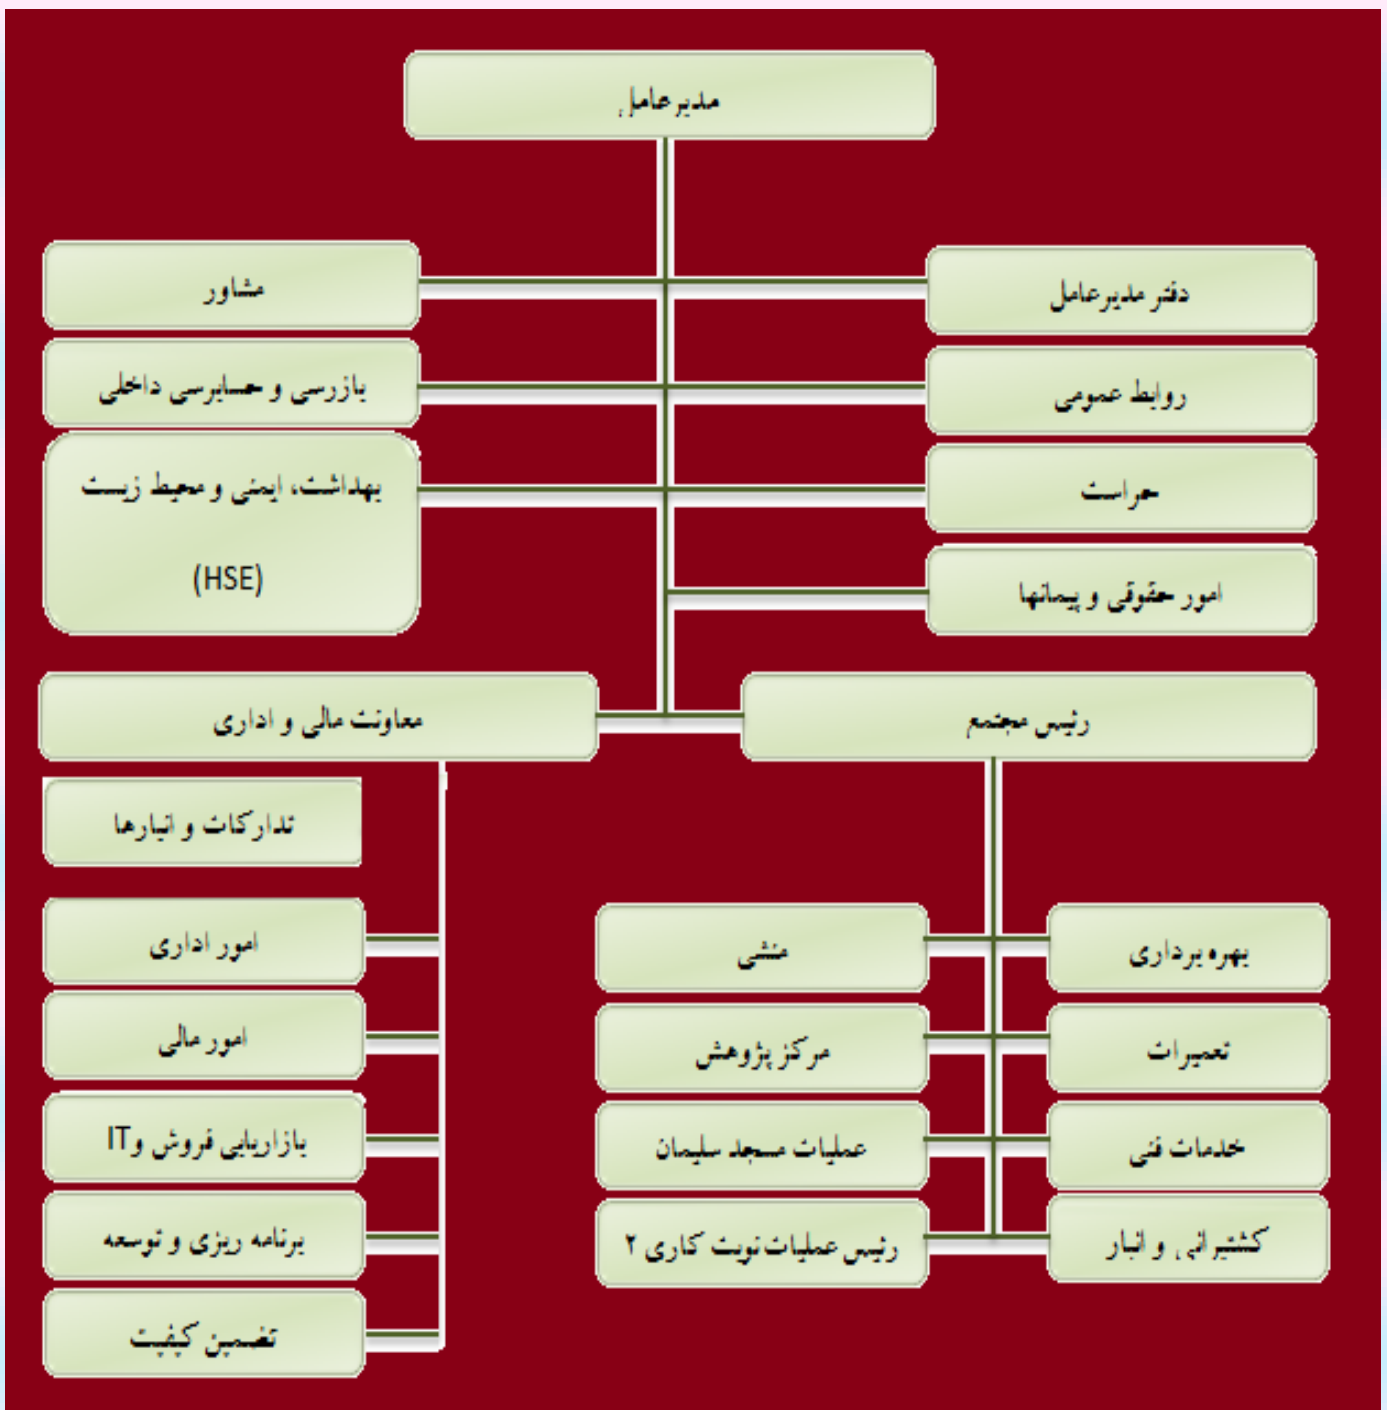 مدیرعامل
دفتر مدیرعامل
مشاور
روابط عمومی
بازرسی و حسابرسی داخلی
حراست
بهداشت، ایمنی و محیط زیست
(HSE)
امور حقوقی و پیمانها
رئیس مجتمع
معاونت مالی و اداری
بهره برداری
منشی
تعمیرات
مرکز پژوهش
خدمات فنی
عملیات مسجد سلیمان
کشتیرانی و انبار
رئیس عملیات نوبت کاری ۲
تدارکات و انبارها
امور اداری
امور مالی
بازاریابی فروش وIT
برنامه ریزی و توسعه
تضمین کیفیت